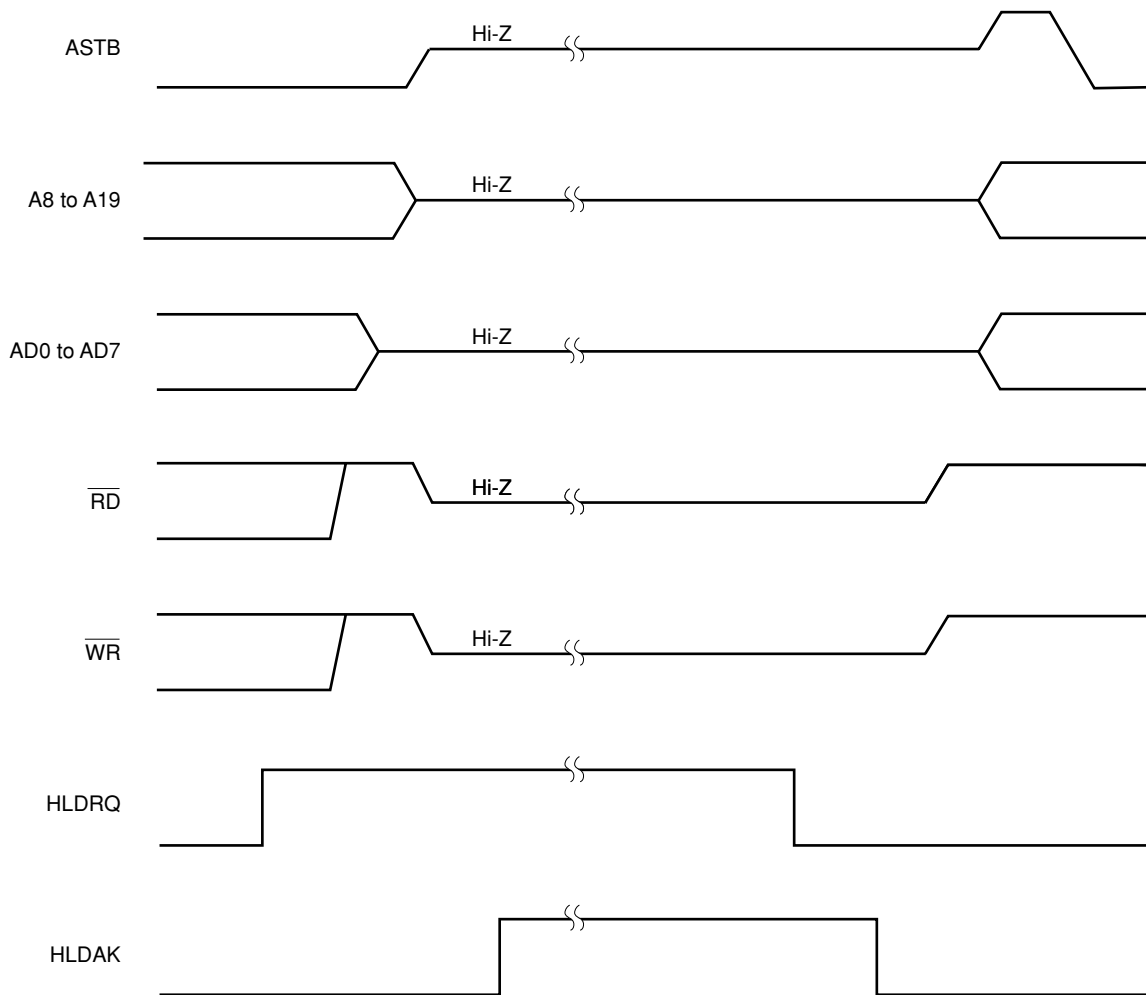 ASTB
Hi-Z
A8 to A19
Hi-Z
AD0 to AD7
Hi-Z
RD
Hi-Z
WR
Hi-Z
HLDRQ
HLDAK